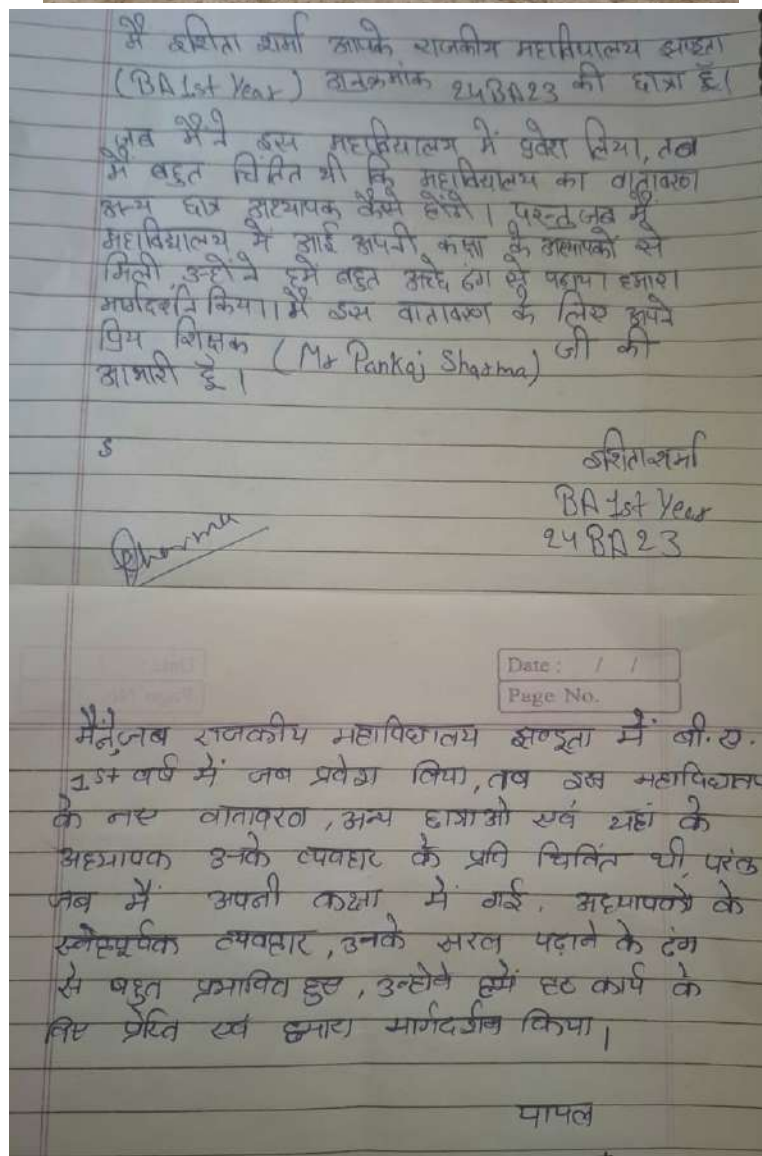 मै इशिता शर्मा आपके राजकीय महाविद्यालय झण्डुता
(BA 1st Year) अनुक्रमांक 24BA23 की छात्रा हूँ।
जब मैंने इस महाविद्यालय में प्रवेश लिया, तब
मैं बहुत चिंतित थी कि महाविद्यालय का वातावरण
अन्य छात्र अध्यापक कैसे होंगे। परन्तु जब मैं
महाविद्यालय में आई अपनी कक्षा के अध्यापकों से
मिली उन्होंने हमे बहुत अच्छे ढंग से पढ़ाया हमारा
मार्गदर्शन किया। मै इस वातावरण के लिए अपने
प्रिय शिक्षक (Mr Pankaj Sharma) जी की
आभारी हूँ।
s
इशिता शर्मा
BA 1st Year
24BA23
Sharma
Date : / /
Page No.
मैंने जब राजकीय महाविद्यालय झण्डूता में बी.ए.
1st वर्ष में जब प्रवेश लिया, तब इस महाविद्यालय
के नए वातावरण, अन्य छात्राओ एवं यहां के
अध्यापक उनके व्यवहार के प्रति चिंतित थी, परंतु
जब मैं अपनी कक्षा में गई, अध्यापको के
स्नेहपूर्वक व्यवहार, उनके सरल पढ़ाने के ढंग
से बहुत प्रभावित हुए, उन्होने हमें हर कार्य के
लिए प्रेरित एवं हमारा मार्गदर्शन किया।
पायल